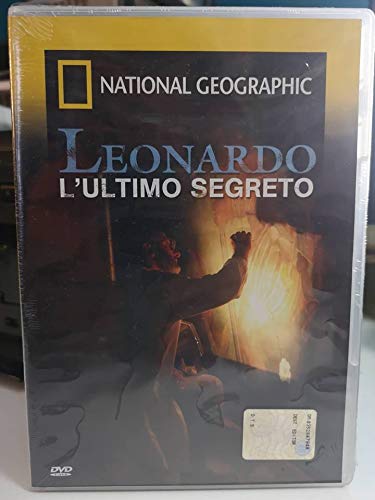 NATIONAL GEOGRAPHIC
LEONARDO
L'ULTIMO SEGRETO
DVD